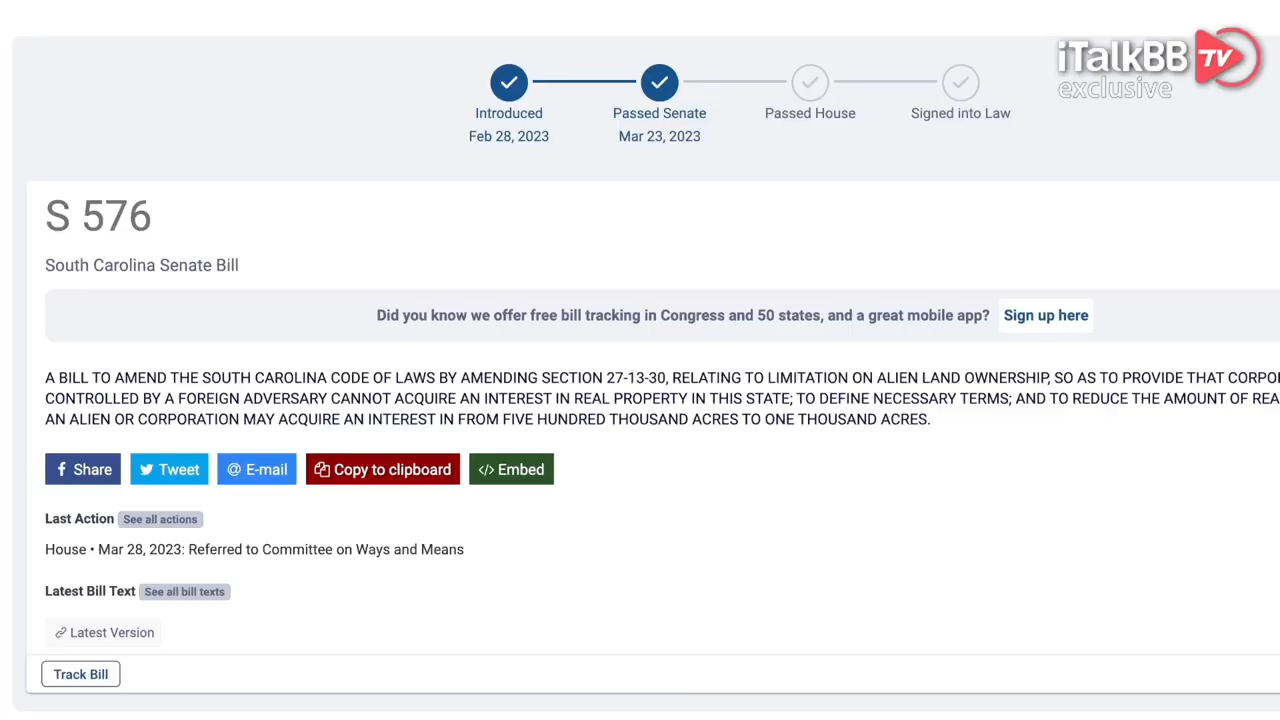 iTalkBB TV
exclusive
Introduced
Feb 28, 2023
Passed Senate
Mar 23, 2023
Passed House
Signed into Law
S 576
South Carolina Senate Bill
Did you know we offer free bill tracking in Congress and 50 states, and a great mobile app? Sign up here
A BILL TO AMEND THE SOUTH CAROLINA CODE OF LAWS BY AMENDING SECTION 27-13-30, RELATING TO LIMITATION ON ALIEN LAND OWNERSHIP, SO AS TO PROVIDE THAT CORPO
CONTROLLED BY A FOREIGN ADVERSARY CANNOT ACQUIRE AN INTEREST IN REAL PROPERTY IN THIS STATE; TO DEFINE NECESSARY TERMS; AND TO REDUCE THE AMOUNT OF REA
AN ALIEN OR CORPORATION MAY ACQUIRE AN INTEREST IN FROM FIVE HUNDRED THOUSAND ACRES TO ONE THOUSAND ACRES.
Share Tweet @ E-mail Copy to clipboard </> Embed
Last Action See all actions
House • Mar 28, 2023: Referred to Committee on Ways and Means
Latest Bill Text See all bill texts
Latest Version
Track Bill